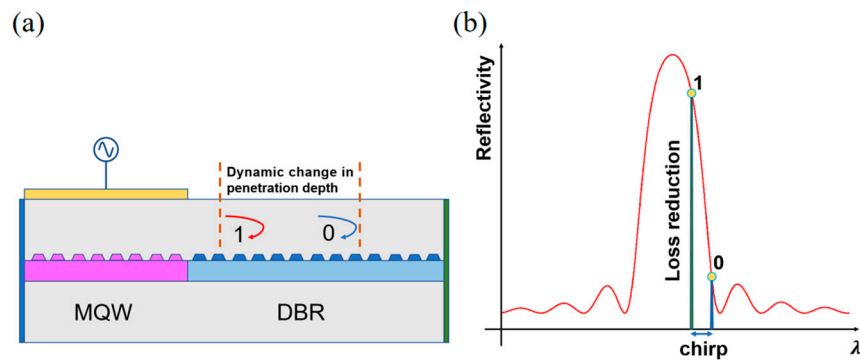 (a)
Dynamic change in
penetration depth
1
0
MQW
DBR
(b)
Reflectivity
Loss reduction
1
0
chirp
λ